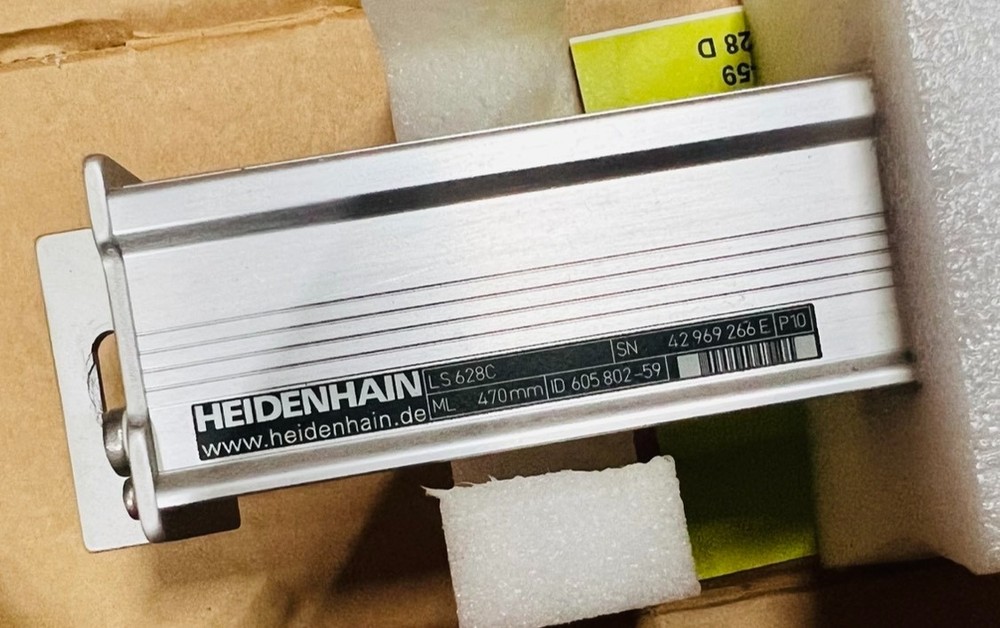 28 D
-59
HEIDENHAIN
www.heidenhain.de
LS 628C
SN 42 969 266 E P10
ML 470mm ID 605 802-59